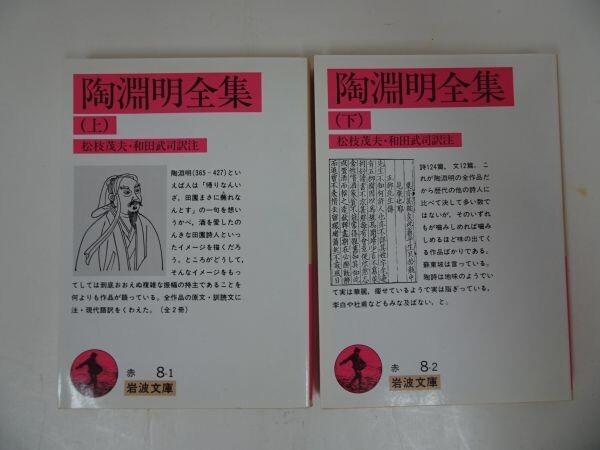 陶淵明全集
(上)
松枝茂夫・和田武司訳注
陶淵明(365-427)とい
えば人は「帰りなんい
ざ、田園まさに蕪れな
んとす」の一句を想い
うかべ、酒を愛したの
んきな田園詩人といっ
たイメージを描くだろ
う。ところがどうして、
そんなイメージをもっ
てしては到底おおえぬ複雑な振幅の持主であることを
何よりも作品が語っている。全作品の原文・訓読文に
注・現代語訳をくわえた。(全2冊)
赤 8-1
岩波文庫
陶淵明全集
(下)
松枝茂夫・和田武司訳注
詩124篇、文12篇。こ
れが陶淵明の全作品だ
から歴代の他の詩人に
比べて決して多い数で
はないが、そのいずれ
もが嚙みしめれば嚙み
しめるほど味の出てく
る作品ばかりである。
蘇東坡は言っている。
陶詩は地味のようでい
て実は華麗、瘦せているようで実は脂ぎっている。
李白や杜甫などもみな及ばない、と。
赤 8-2
岩波文庫